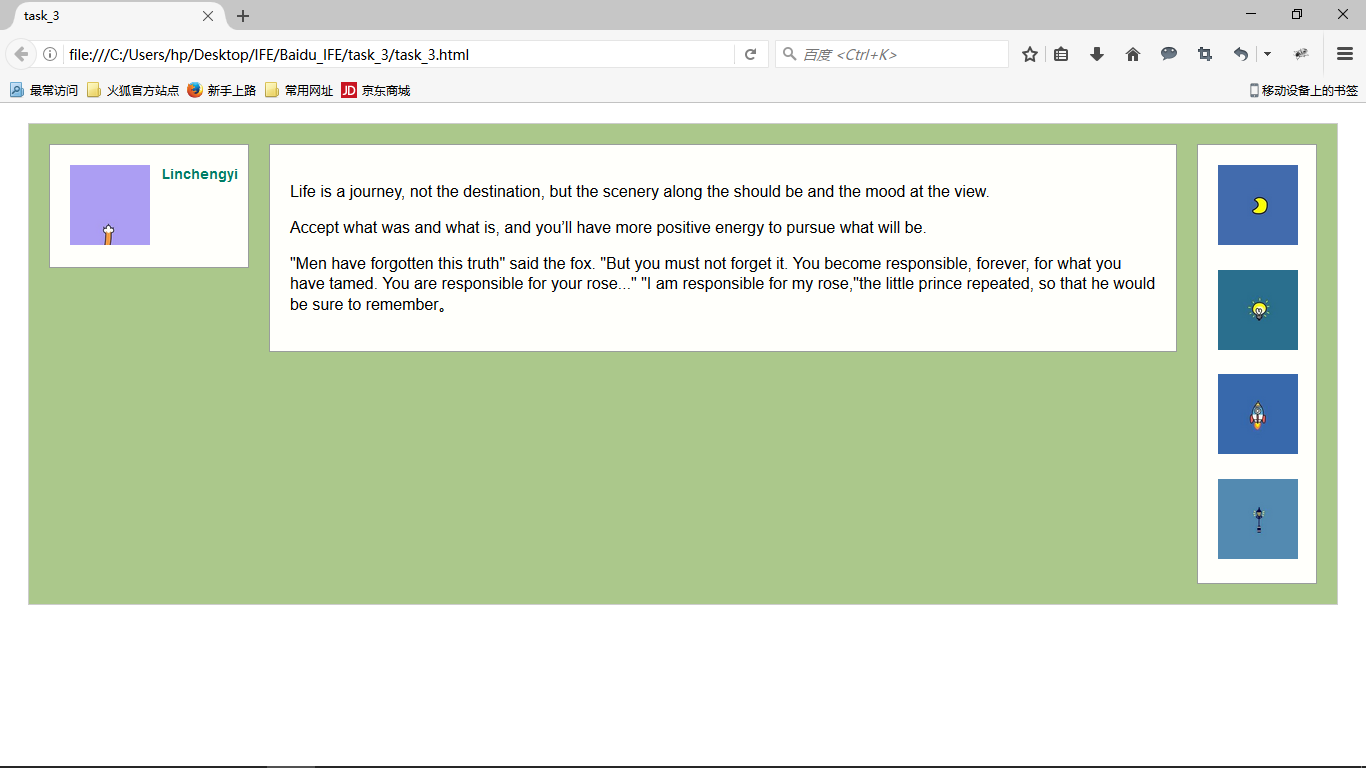 task_3
file:///C:/Users/hp/Desktop/IFE/Baidu_IFE/task_3/task_3.html
百度 <Ctrl+K>
最常访问 火狐官方站点 新手上路 常用网址 JD 京东商城 移动设备上的书签
Linchengyi
Life is a journey, not the destination, but the scenery along the should be and the mood at the view.
Accept what was and what is, and you’ll have more positive energy to pursue what will be.
"Men have forgotten this truth" said the fox. "But you must not forget it. You become responsible, forever, for what you
have tamed. You are responsible for your rose..." "I am responsible for my rose,"the little prince repeated, so that he would
be sure to remember。